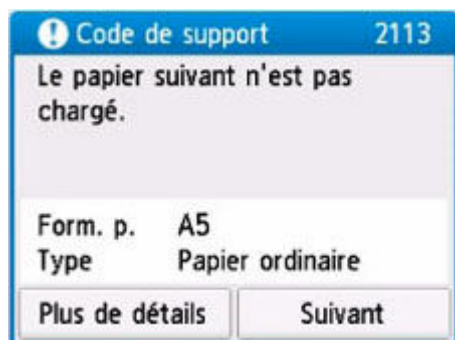 Code de support 2113
Le papier suivant n'est pas
chargé.
Form. p. A5
Type Papier ordinaire
Plus de détails Suivant